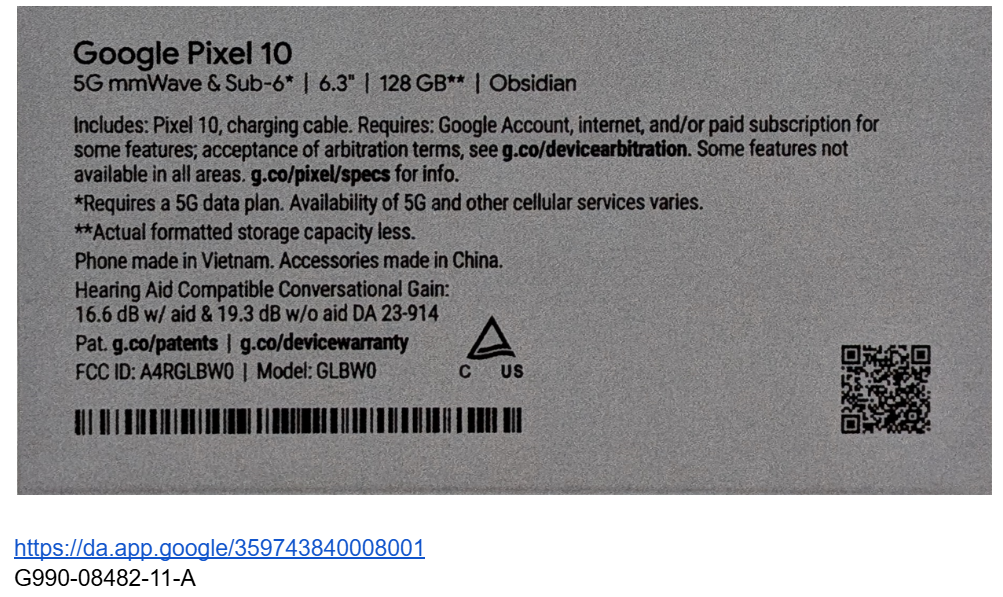 Google Pixel 10
5G mmWave & Sub-6* | 6.3" | 128 GB** | Obsidian
Includes: Pixel 10, charging cable. Requires: Google Account, internet, and/or paid subscription for
some features; acceptance of arbitration terms, see g.co/devicearbitration. Some features not
available in all areas. g.co/pixel/specs for info.
*Requires a 5G data plan. Availability of 5G and other cellular services varies.
**Actual formatted storage capacity less.
Phone made in Vietnam. Accessories made in China.
Hearing Aid Compatible Conversational Gain:
16.6 dB w/ aid & 19.3 dB w/o aid DA 23-914
Pat. g.co/patents | g.co/devicewarranty
FCC ID: A4RGLBW0 | Model: GLBW0
C US
https://da.app.google/359743840008001
G990-08482-11-A